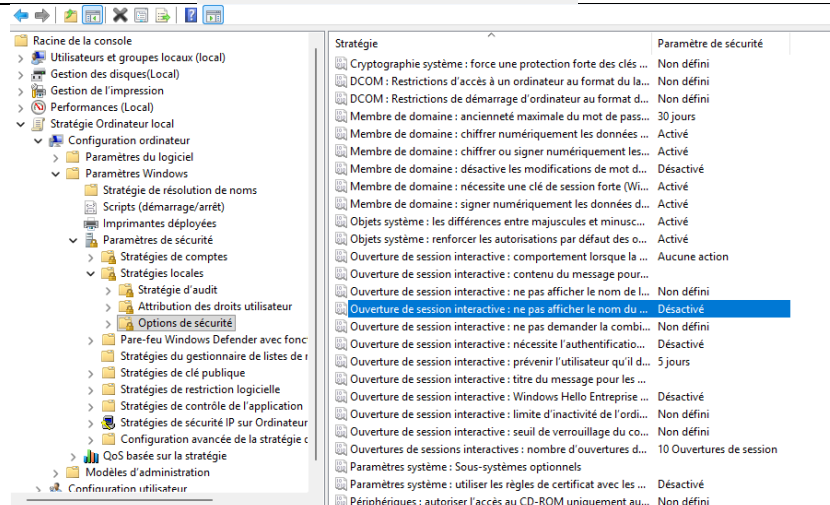 Racine de la console
Utilisateurs et groupes locaux (local)
Gestion des disques(Local)
Gestion de l'impression
Performances (Local)
Stratégie Ordinateur local
Configuration ordinateur
Paramètres du logiciel
Paramètres Windows
Stratégie de résolution de noms
Scripts (démarrage/arrêt)
Imprimantes déployées
Paramètres de sécurité
Stratégies de comptes
Stratégies locales
Stratégie d'audit
Attribution des droits utilisateur
Options de sécurité
Pare-feu Windows Defender avec fonc
Stratégies du gestionnaire de listes de r
Stratégies de clé publique
Stratégies de restriction logicielle
Stratégies de contrôle de l'application
Stratégies de sécurité IP sur Ordinateur
Configuration avancée de la stratégie c
QoS basée sur la stratégie
Modèles d'administration
Configuration utilisateur
Stratégie Paramètre de sécurité
Cryptographie système : force une protection forte des clés ... Non défini
DCOM : Restrictions d'accès à un ordinateur au format du la... Non défini
DCOM : Restrictions de démarrage d'ordinateur au format d... Non défini
Membre de domaine : ancienneté maximale du mot de pass... 30 jours
Membre de domaine : chiffrer numériquement les données ... Activé
Membre de domaine : chiffrer ou signer numériquement les... Activé
Membre de domaine : désactive les modifications de mot d... Désactivé
Membre de domaine : nécessite une clé de session forte (Wi... Activé
Membre de domaine : signer numériquement les données d... Activé
Objets système : les différences entre majuscules et minusc... Activé
Objets système : renforcer les autorisations par défaut des o... Activé
Ouverture de session interactive : comportement lorsque la ... Aucune action
Ouverture de session interactive : contenu du message pour...
Ouverture de session interactive : ne pas afficher le nom de l... Non défini
Ouverture de session interactive : ne pas afficher le nom du ... Désactivé
Ouverture de session interactive : ne pas demander la combi... Non défini
Ouverture de session interactive : nécessite l'authentificatio... Désactivé
Ouverture de session interactive : prévenir l'utilisateur qu'il d... 5 jours
Ouverture de session interactive : titre du message pour les ...
Ouverture de session interactive : Windows Hello Entreprise ... Désactivé
Ouverture de session interactive : limite d'inactivité de l'ordi... Non défini
Ouverture de session interactive : seuil de verrouillage du co... Non défini
Ouvertures de sessions interactives : nombre d'ouvertures d... 10 Ouvertures de session
Paramètres système : Sous-systèmes optionnels
Paramètres système : utiliser les règles de certificat avec les ... Désactivé
Périphériques : autoriser l'accès au CD-ROM uniquement au... Non défini